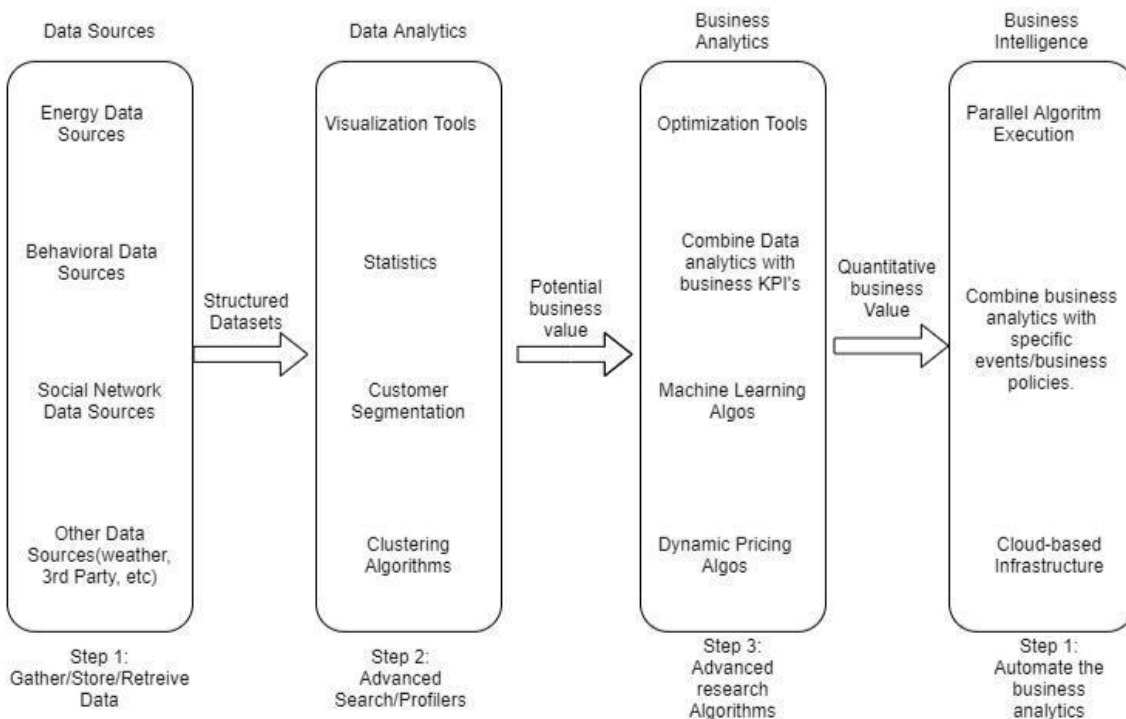 Data Sources
Energy Data
Sources
Behavioral Data
Sources
Social Network
Data Sources
Other Data
Sources(weather,
3rd Party, etc)
Step 1:
Gather/Store/Retreive
Data
Structured
Datasets
Data Analytics
Visualization Tools
Statistics
Customer
Segmentation
Clustering
Algorithms
Step 2:
Advanced
Search/Profilers
Potential
business
value
Business
Analytics
Optimization Tools
Combine Data
analytics with
business KPI's
Machine Learning
Algos
Dynamic Pricing
Algos
Step 3:
Advanced
research
Algorithms
Quantitative
business
Value
Business
Intelligence
Parallel Algoritm
Execution
Combine business
analytics with
specific
events/business
policies.
Cloud-based
Infrastructure
Step 1:
Automate the
business
analytics